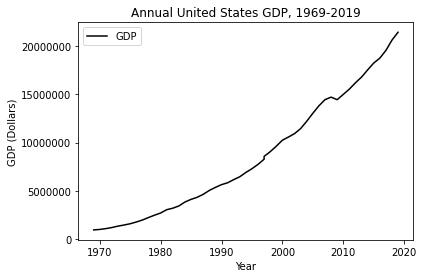 Annual United States GDP, 1969-2019
GDP
20000000
15000000
10000000
5000000
0
GDP (Dollars)
1970 1980 1990 2000 2010 2020
Year